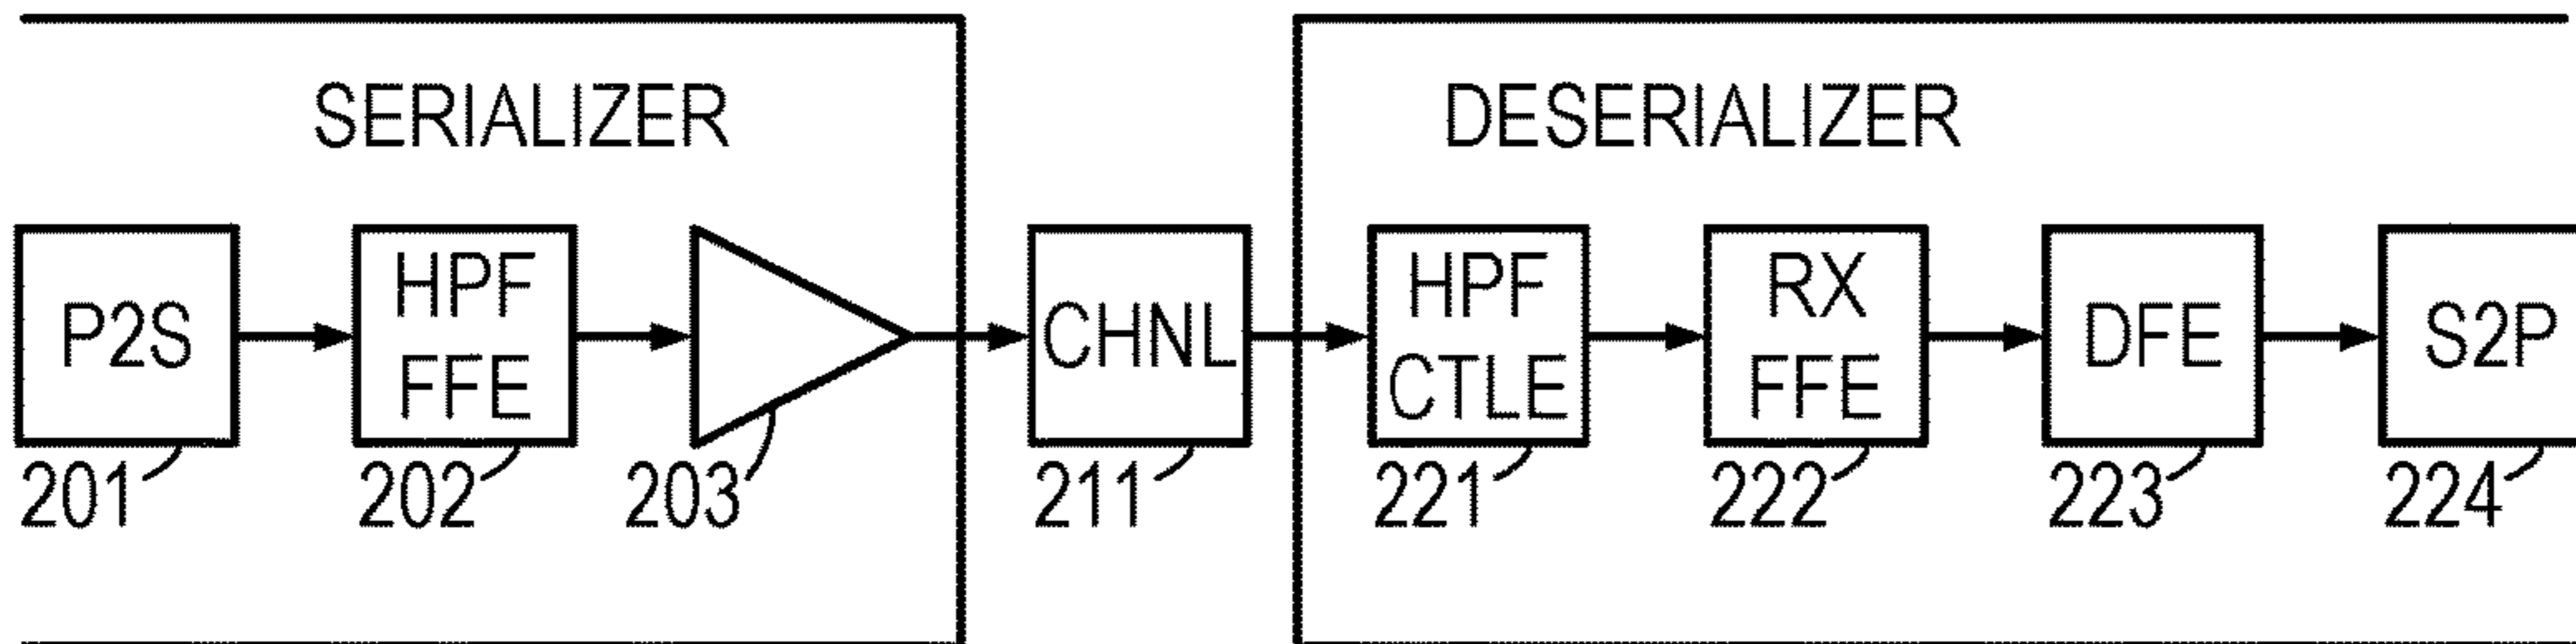 SERIALIZER
DESERIALIZER
P2S
HPF
FFE
CHNL
HPF
CTLE
RX
FFE
DFE
S2P
201
202
203
211
221
222
223
224